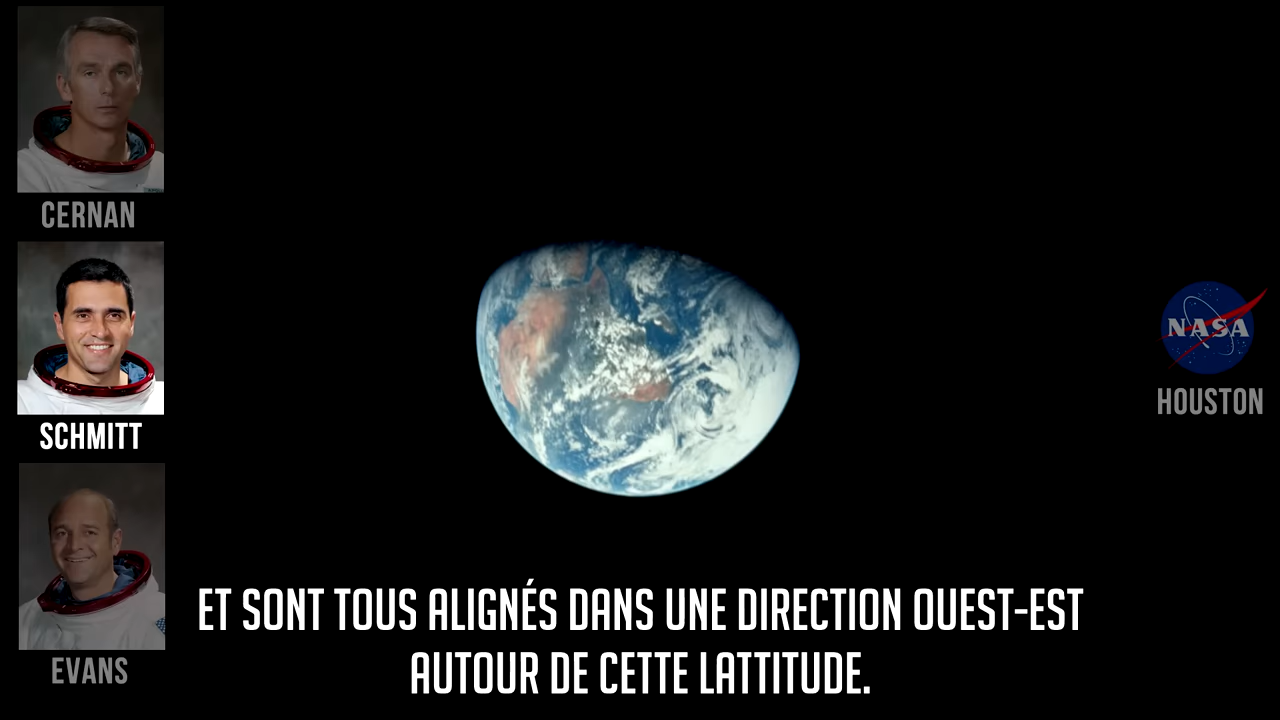 CERNAN
SCHMITT
EVANS
NASA
HOUSTON
ET SONT TOUS ALIGNÉS DANS UNE DIRECTION OUEST-EST
AUTOUR DE CETTE LATTITUDE.